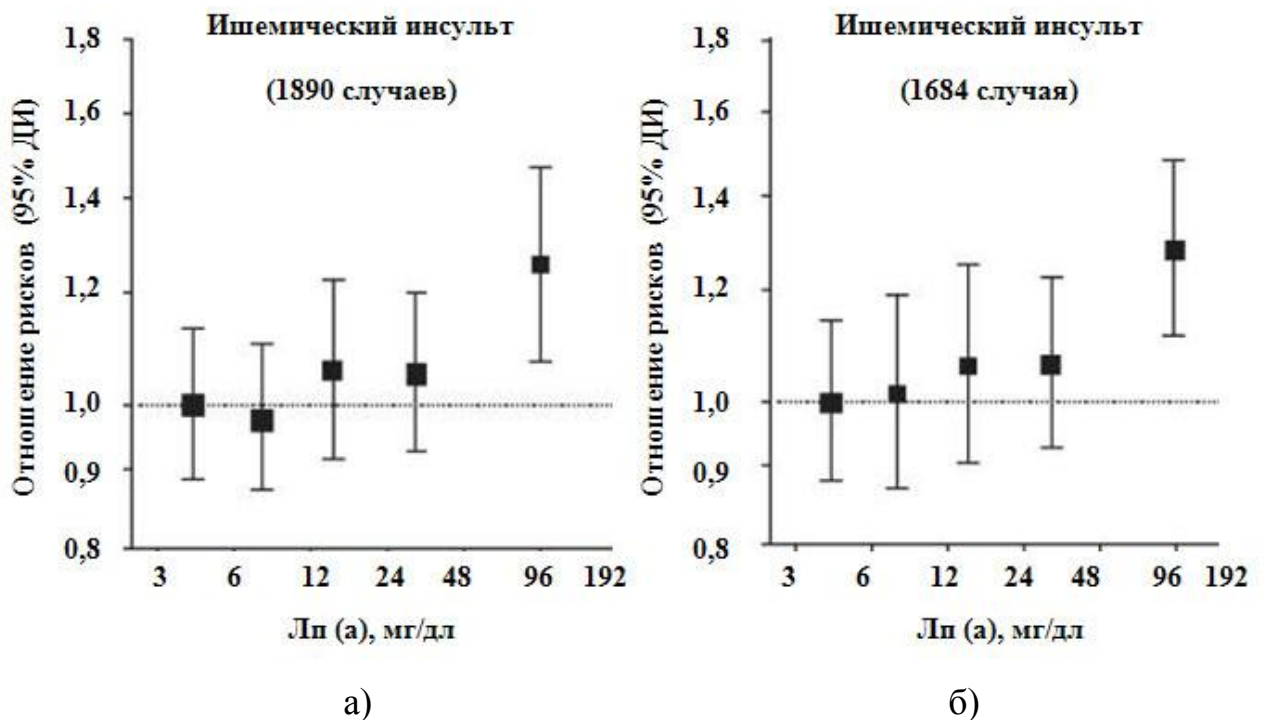 Ишемический инсульт
(1890 случаев)
Отношение рисков (95% ДИ)
1,8
1,6
1,4
1,2
1,0
0,9
0,8
3 6 12 24 48 96 192
Лп (а), мг/дл
а)
Ишемический инсульт
(1684 случая)
Отношение рисков (95% ДИ)
1,8
1,6
1,4
1,2
1,0
0,9
0,8
3 6 12 24 48 96 192
Лп (а), мг/дл
б)